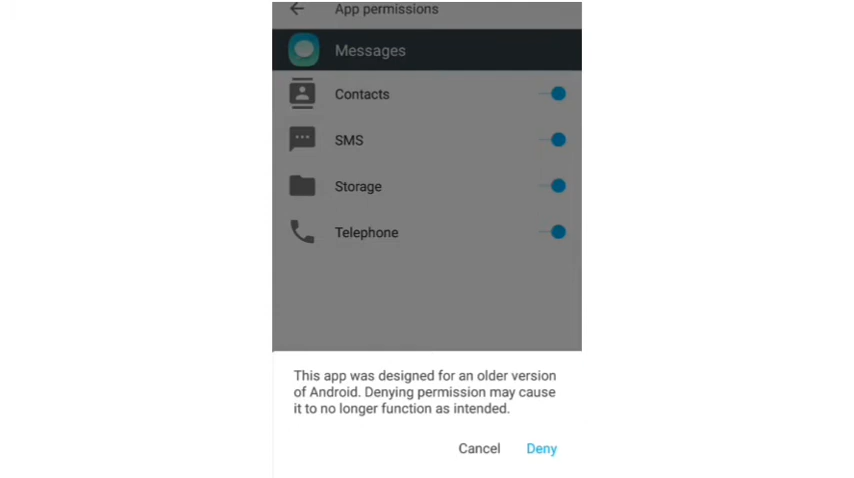 App permissions
Messages
Contacts
SMS
Storage
Telephone
This app was designed for an older version
of Android. Denying permission may cause
it to no longer function as intended.
Cancel Deny